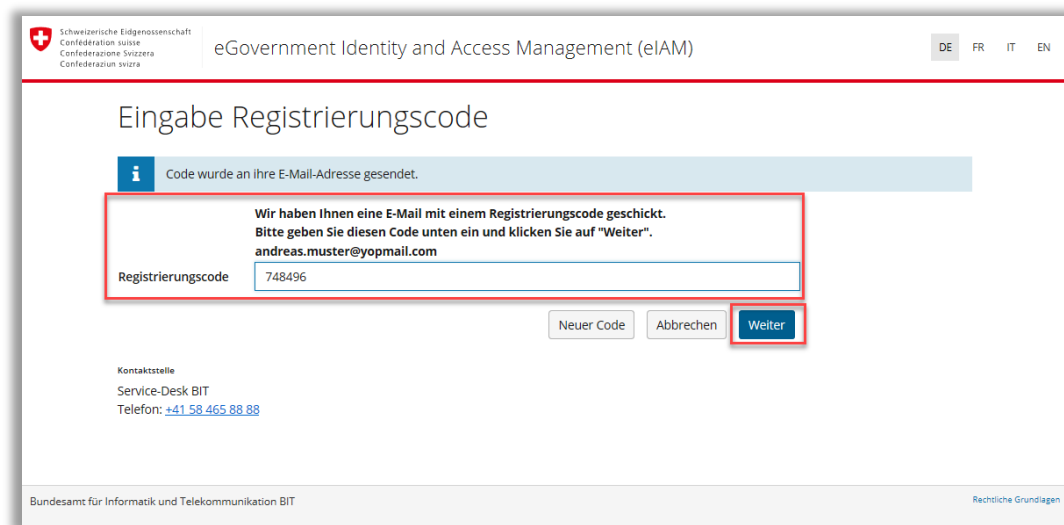 Schweizerische Eidgenossenschaft
Confédération suisse
Confederazione Svizzera
Confederaziun svizra
eGovernment Identity and Access Management (eIAM)
DE FR IT EN
Eingabe Registrierungscode
i Code wurde an ihre E-Mail-Adresse gesendet.
Wir haben Ihnen eine E-Mail mit einem Registrierungscode geschickt.
Bitte geben Sie diesen Code unten ein und klicken Sie auf "Weiter".
andreas.muster@yopmail.com
Registrierungscode 748496
Neuer Code Abbrechen Weiter
Kontaktstelle
Service-Desk BIT
Telefon: +41 58 465 88 88
Bundesamt für Informatik und Telekommunikation BIT Rechtliche Grundlagen